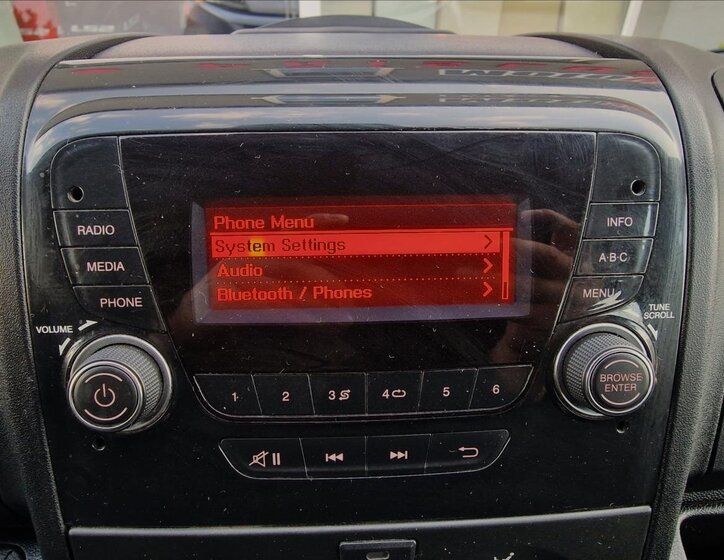 Phone Menu
System Settings
Audio
Bluetooth / Phones
RADIO
MEDIA
PHONE
VOLUME
INFO
A·B·C
MENU
TUNE
SCROLL
BROWSE
ENTER
1 2 3 4 5 6